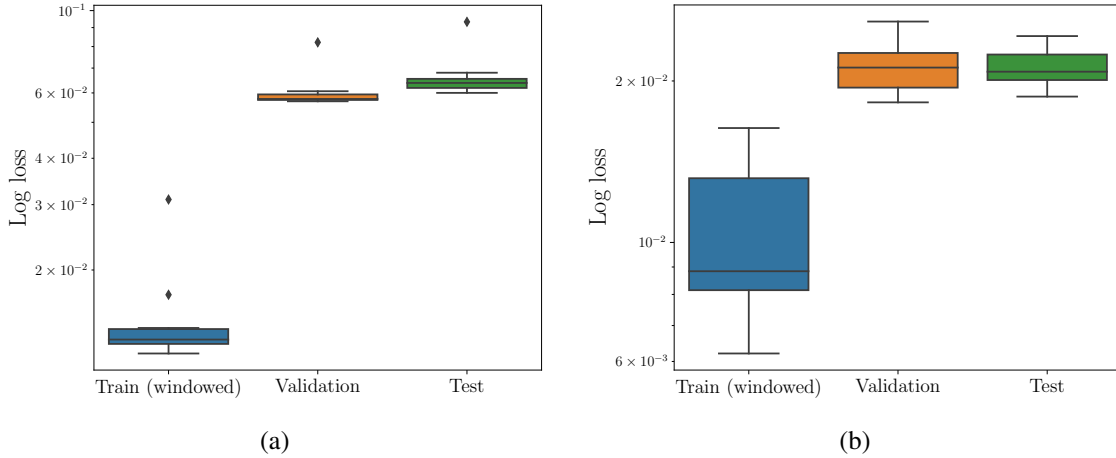 10⁻¹
6 × 10⁻²
4 × 10⁻²
3 × 10⁻²
2 × 10⁻²
Log loss
Train (windowed) Validation Test
(a)
2 × 10⁻²
10⁻²
6 × 10⁻³
Log loss
Train (windowed) Validation Test
(b)